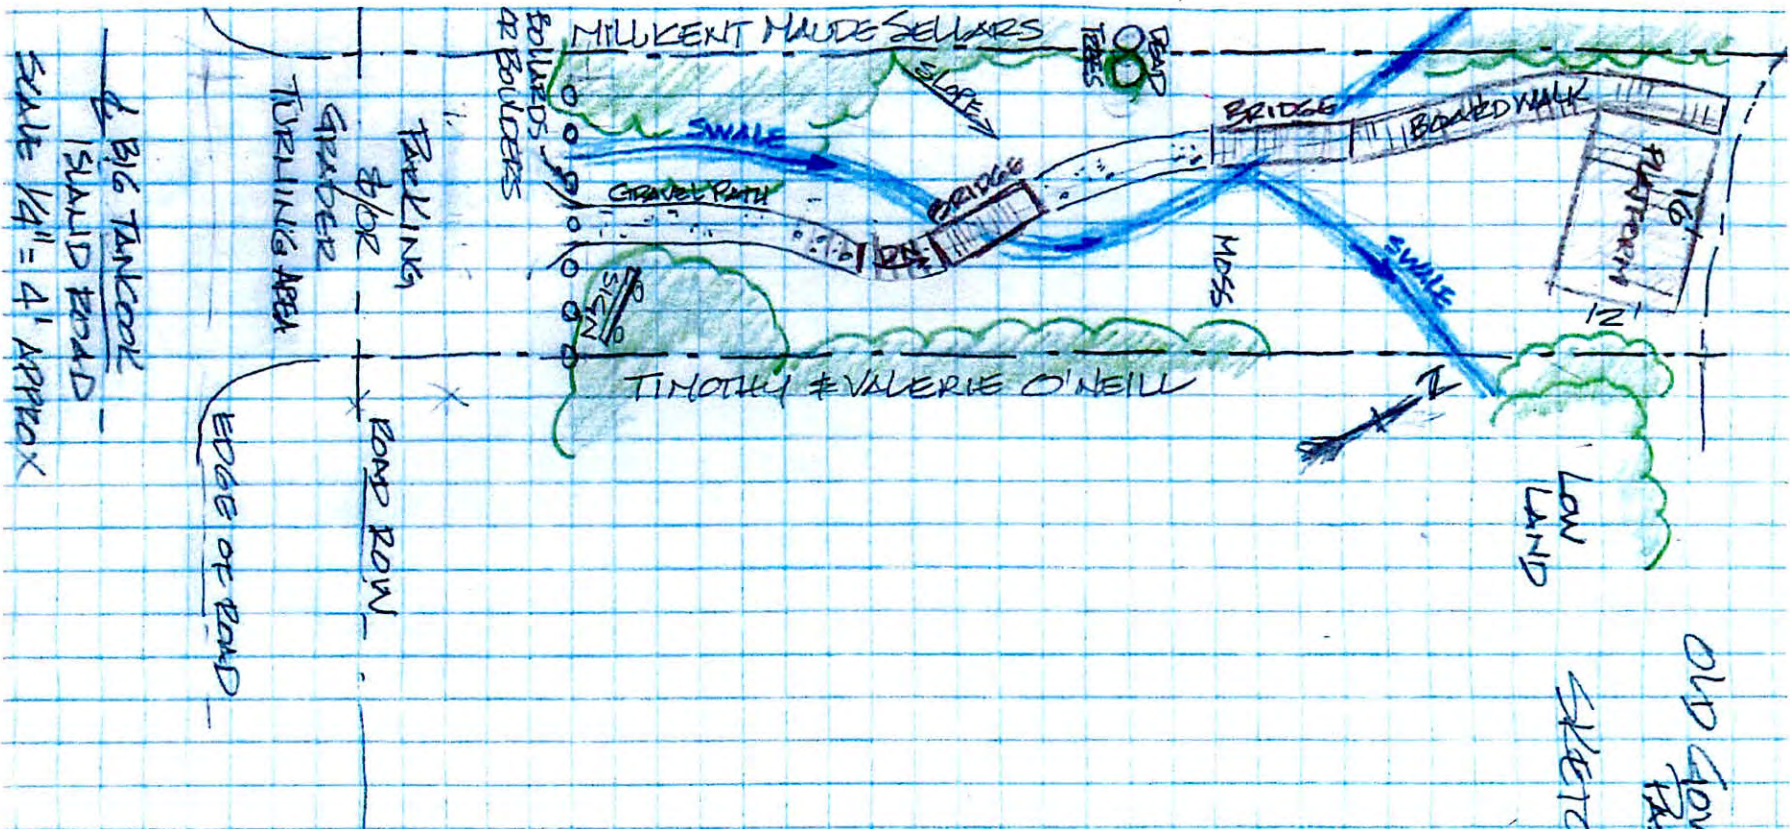 MILLICENT MAUDE SELLARS
BOLLARDS
OR BOULDERS
DEAD
TREES
SLOPE
BRIDGE
BOARDWALK
SWALE
PLATFORM
16'
12'
GRAVEL PATH
BRIDGE
MOSS
SWALE
SIGN
TIMOTHY & VALERIE O'NEILL
N
LOW
LAND
PARKING
&/OR
GRADER
TURNING AREA
BIG TANCOOK
ISLAND ROAD
SCALE 1/4" = 4' APPROX
ROAD ROW
EDGE OF ROAD
OLD